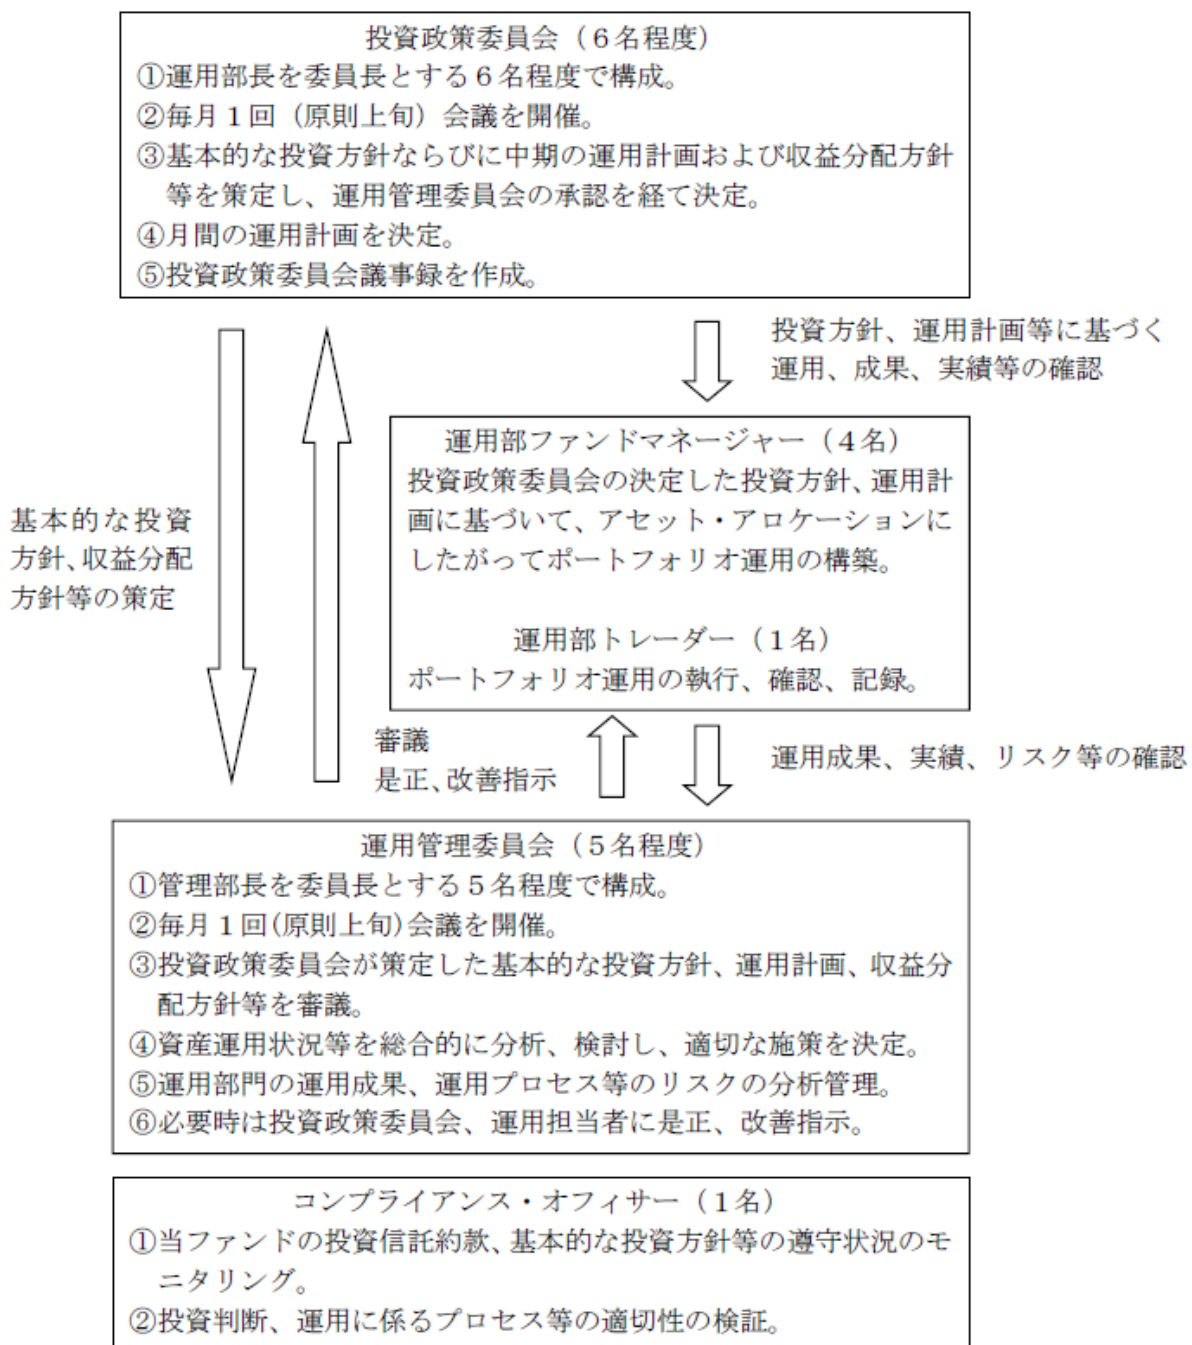 投資政策委員会（６名程度）
①運用部長を委員長とする６名程度で構成。
②毎月１回（原則上旬）会議を開催。
③基本的な投資方針ならびに中期の運用計画および収益分配方針
等を策定し、運用管理委員会の承認を経て決定。
④月間の運用計画を決定。
⑤投資政策委員会議事録を作成。
投資方針、運用計画等に基づく
運用、成果、実績等の確認
基本的な投資
方針、収益分配
方針等の策定
運用部ファンドマネージャー（４名）
投資政策委員会の決定した投資方針、運用計
画に基づいて、アセット・アロケーションに
したがってポートフォリオ運用の構築。
運用部トレーダー（１名）
ポートフォリオ運用の執行、確認、記録。
審議
是正、改善指示
運用成果、実績、リスク等の確認
運用管理委員会（５名程度）
①管理部長を委員長とする５名程度で構成。
②毎月１回(原則上旬)会議を開催。
③投資政策委員会が策定した基本的な投資方針、運用計画、収益分
配方針等を審議。
④資産運用状況等を総合的に分析、検討し、適切な施策を決定。
⑤運用部門の運用成果、運用プロセス等のリスクの分析管理。
⑥必要時は投資政策委員会、運用担当者に是正、改善指示。
コンプライアンス・オフィサー（１名）
①当ファンドの投資信託約款、基本的な投資方針等の遵守状況のモ
ニタリング。
②投資判断、運用に係るプロセス等の適切性の検証。